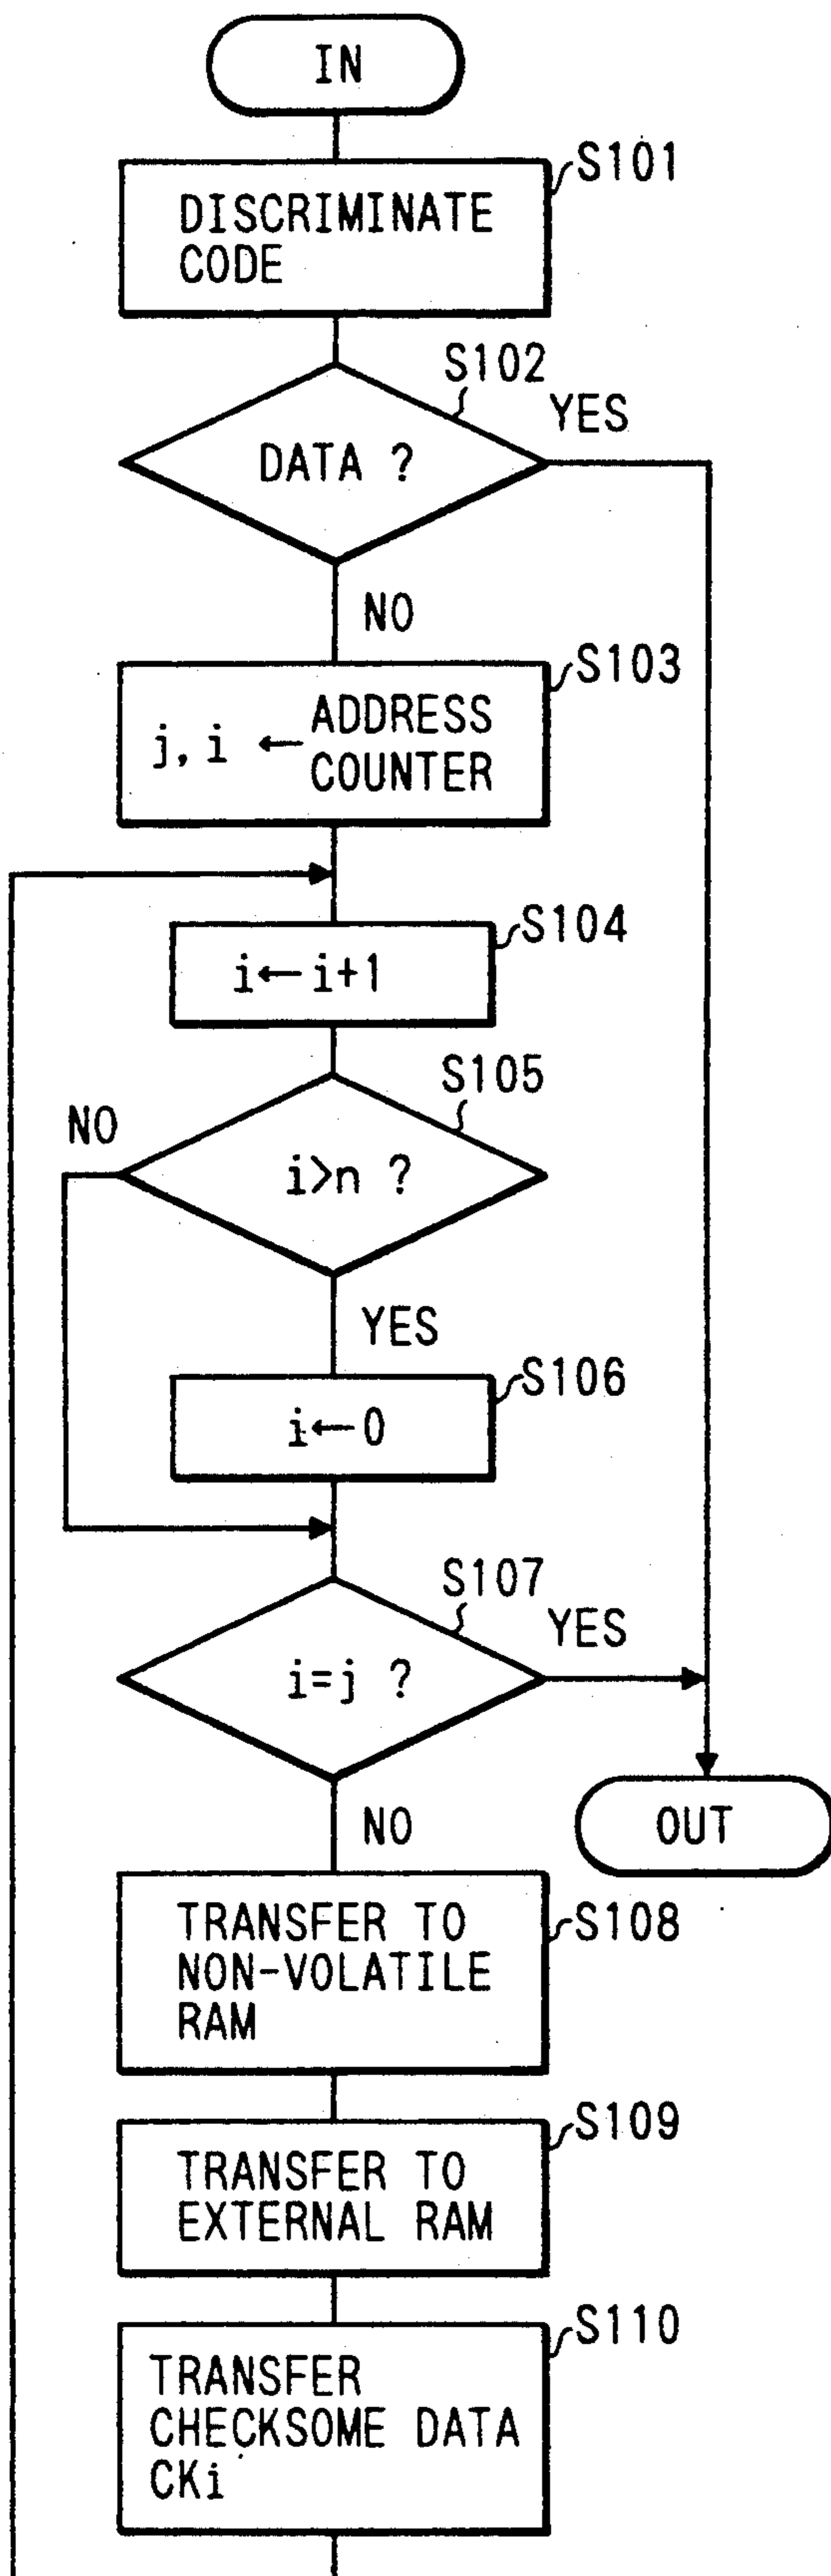 IN
S101
DISCRIMINATE
CODE
S102
YES
DATA ?
NO
S103
j, i ← ADDRESS
COUNTER
S104
i←i+1
S105
NO
i>n ?
YES
S106
i←0
S107
YES
i=j ?
NO
OUT
S108
TRANSFER TO
NON-VOLATILE
RAM
S109
TRANSFER TO
EXTERNAL RAM
S110
TRANSFER
CHECKSOME DATA
CKi